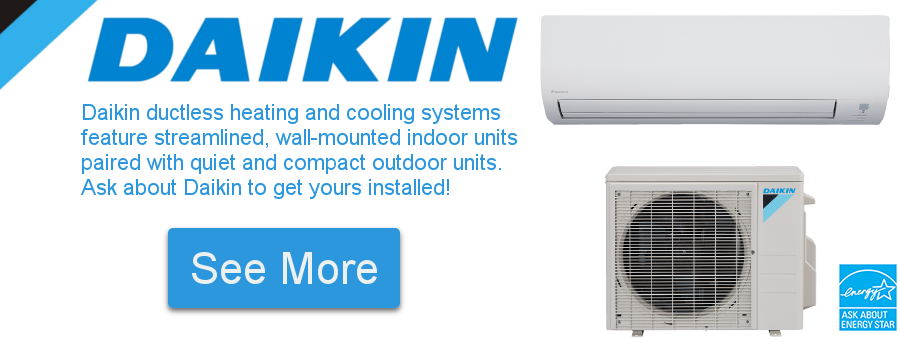 DAIKIN
Daikin ductless heating and cooling systems
feature streamlined, wall-mounted indoor units
paired with quiet and compact outdoor units.
Ask about Daikin to get yours installed!
See More
DAIKIN
energy
ASK ABOUT
ENERGY STAR